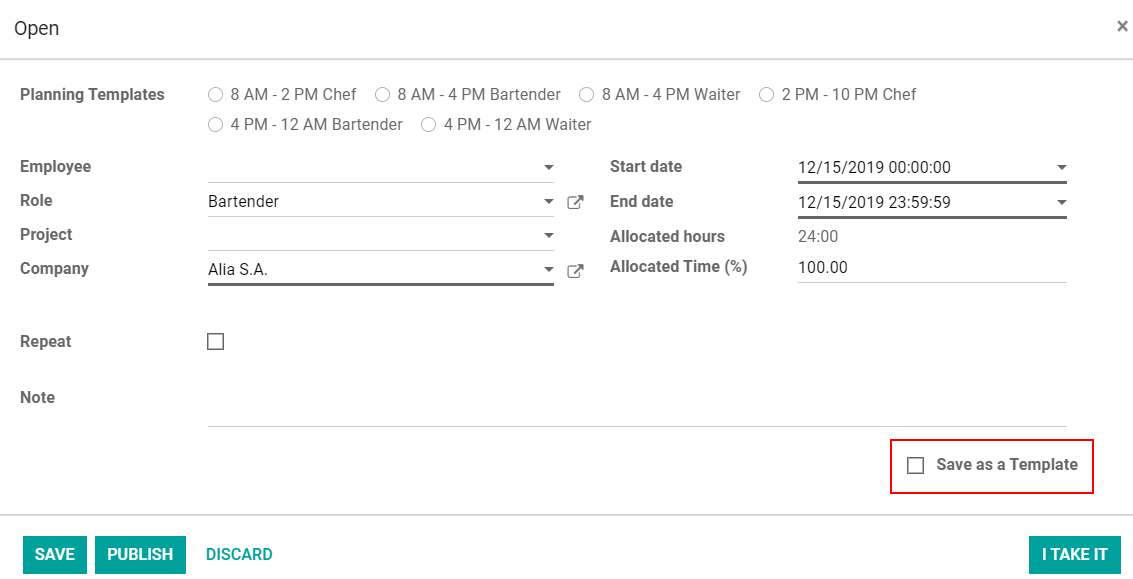 Open ×
Planning Templates 8 AM - 2 PM Chef 8 AM - 4 PM Bartender 8 AM - 4 PM Waiter 2 PM - 10 PM Chef
4 PM - 12 AM Bartender 4 PM - 12 AM Waiter
Employee Start date 12/15/2019 00:00:00
Role Bartender End date 12/15/2019 23:59:59
Project Allocated hours 24:00
Company Alia S.A. Allocated Time (%) 100.00
Repeat
Note
Save as a Template
SAVE PUBLISH DISCARD I TAKE IT